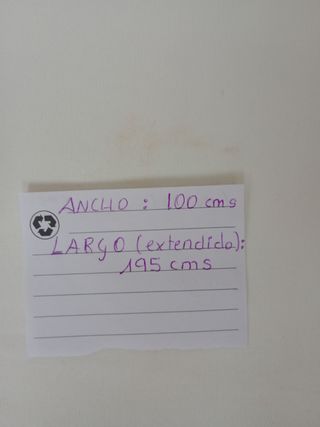 ANCHO : 100 cms
LARGO (extendido):
195 cms